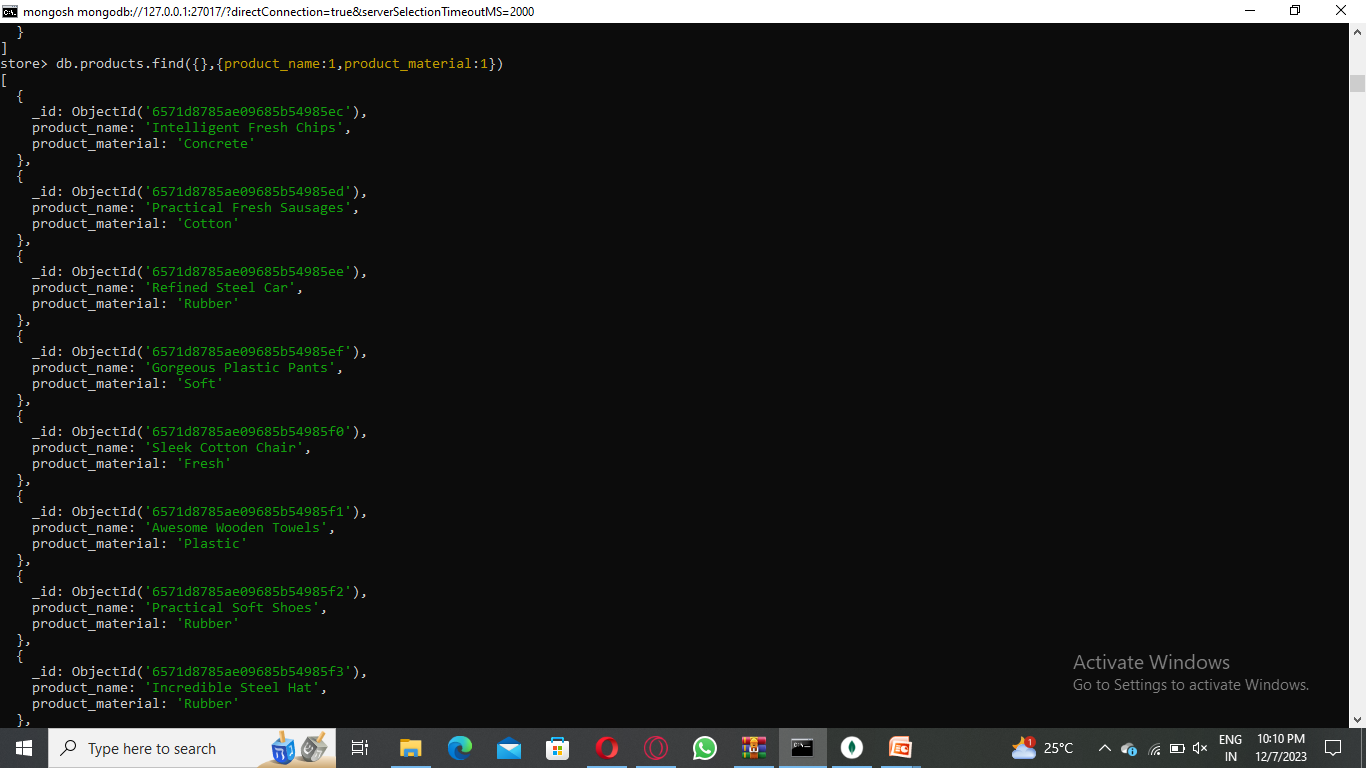 mongosh mongodb://127.0.0.1:27017/?directConnection=true&serverSelectionTimeoutMS=2000
}
]
store> db.products.find({},{product_name:1,product_material:1})
[
{
_id: ObjectId('6571d8785ae09685b54985ec'),
product_name: 'Intelligent Fresh Chips',
product_material: 'Concrete'
},
{
_id: ObjectId('6571d8785ae09685b54985ed'),
product_name: 'Practical Fresh Sausages',
product_material: 'Cotton'
},
{
_id: ObjectId('6571d8785ae09685b54985ee'),
product_name: 'Refined Steel Car',
product_material: 'Rubber'
},
{
_id: ObjectId('6571d8785ae09685b54985ef'),
product_name: 'Gorgeous Plastic Pants',
product_material: 'Soft'
},
{
_id: ObjectId('6571d8785ae09685b54985f0'),
product_name: 'Sleek Cotton Chair',
product_material: 'Fresh'
},
{
_id: ObjectId('6571d8785ae09685b54985f1'),
product_name: 'Awesome Wooden Towels',
product_material: 'Plastic'
},
{
_id: ObjectId('6571d8785ae09685b54985f2'),
product_name: 'Practical Soft Shoes',
product_material: 'Rubber'
},
{
_id: ObjectId('6571d8785ae09685b54985f3'),
product_name: 'Incredible Steel Hat',
product_material: 'Rubber'
},
Activate Windows
Go to Settings to activate Windows.
Type here to search
1
25°C
ENG
IN
10:10 PM
12/7/2023